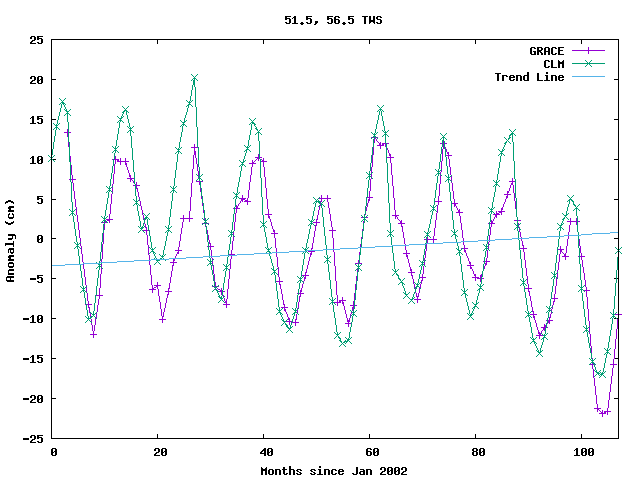 51.5, 56.5 TWS
GRACE
CLM
Trend Line
25
20
15
10
5
0
-5
-10
-15
-20
-25
Anomaly (cm)
0 20 40 60 80 100
Months since Jan 2002